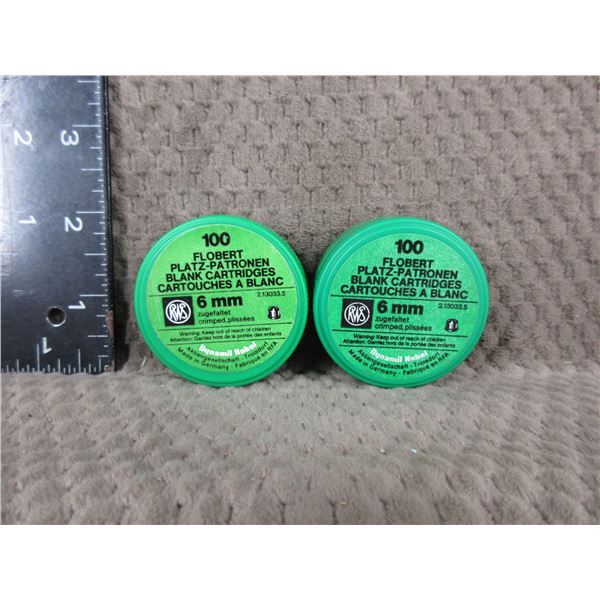 3
2
2
1
1
100
FLOBERT
PLATZ-PATRONEN
BLANK CARTRIDGES
CARTOUCHES A BLANC
RWS
6 mm
2.13033.5
zugefaltet
crimped,plissées
Warning: Keep out of reach of children
Attention: Gardez hors de la portée des enfants
Dynamit Nobel
Aktiengesellschaft - Troisdorf
Made in Germany - Fabriqué en RFA
100
FLOBERT
PLATZ-PATRONEN
BLANK CARTRIDGES
CARTOUCHES A BLANC
RWS
6 mm
2.13033.5
zugefaltet
crimped,plissées
Warning: Keep out of reach of children
Attention: Gardez hors de la portée des enfants
Dynamit Nobel
Aktiengesellschaft - Troisdorf
Made in Germany - Fabriqué en RFA